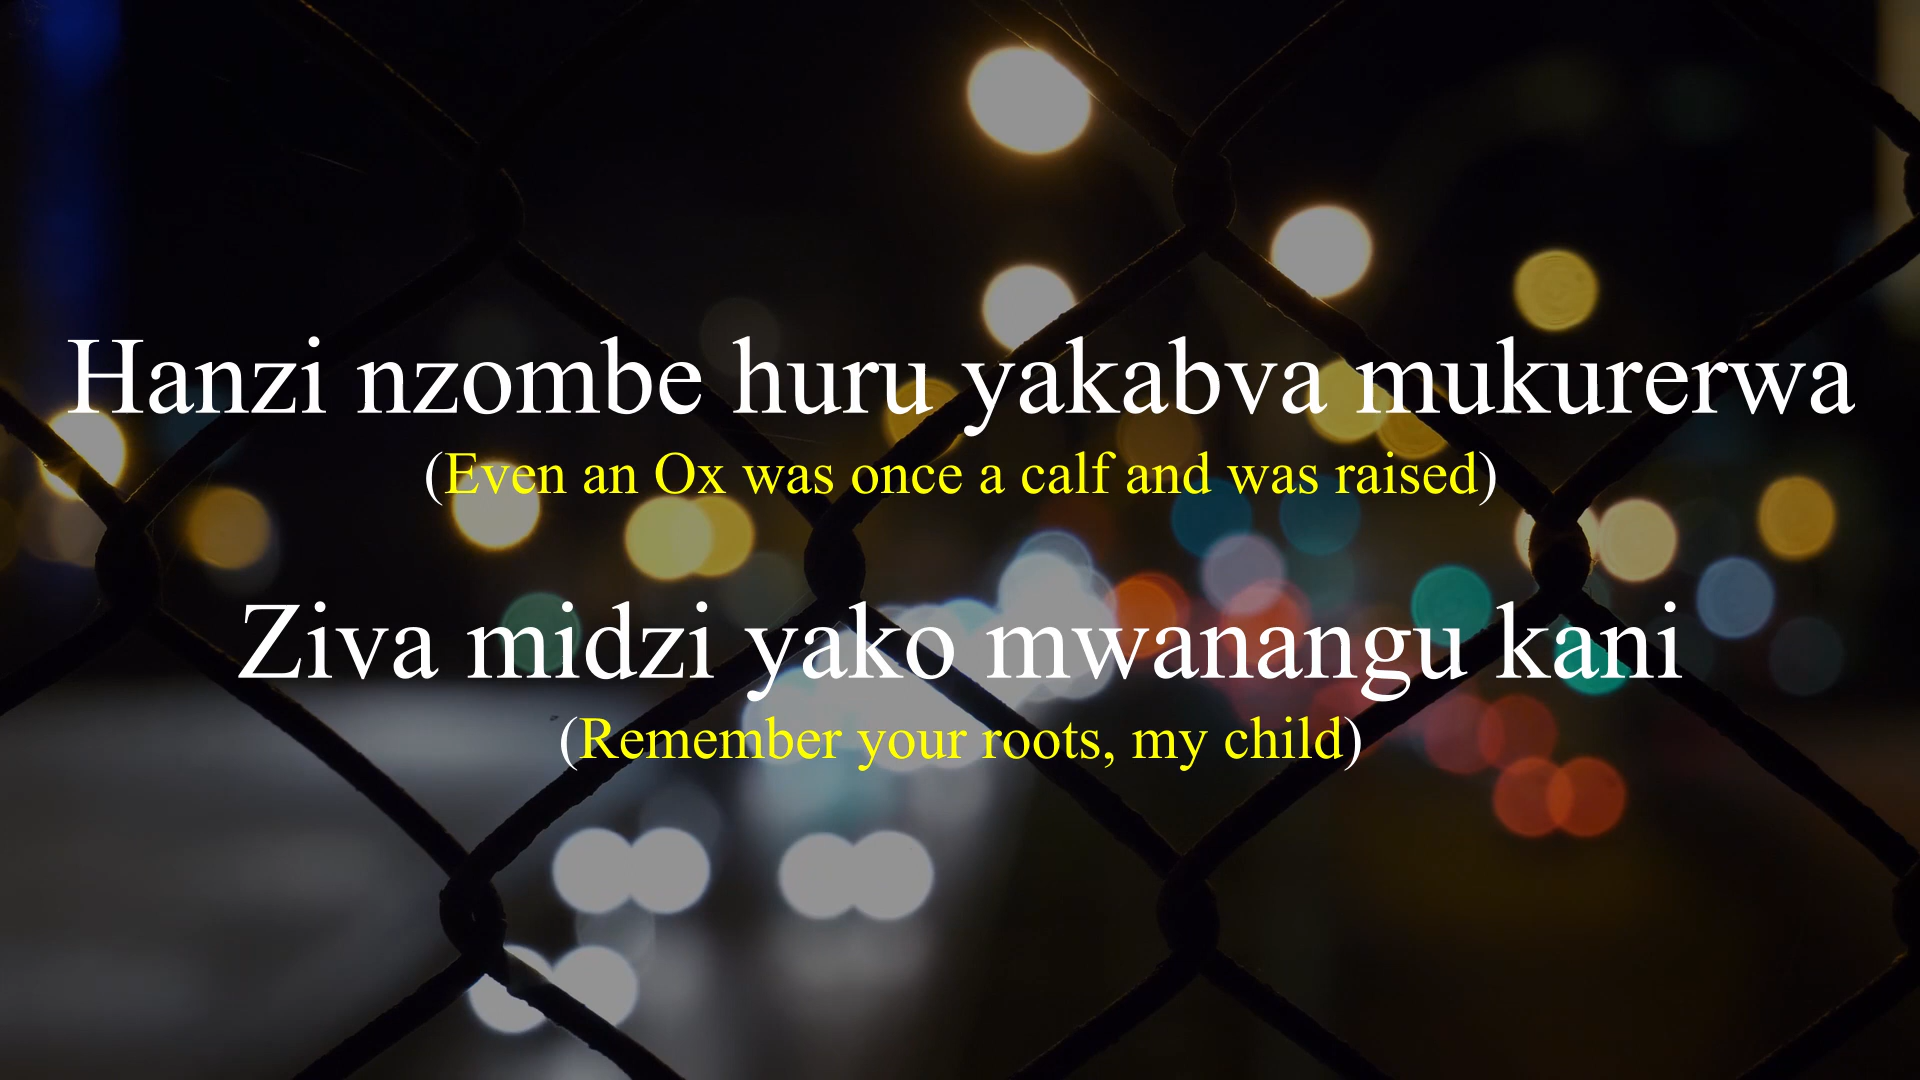 Hanzi nzombe huru yakabva mukurerwa
(Even an Ox was once a calf and was raised)
Ziva midzi yako mwanangu kani
(Remember your roots, my child)